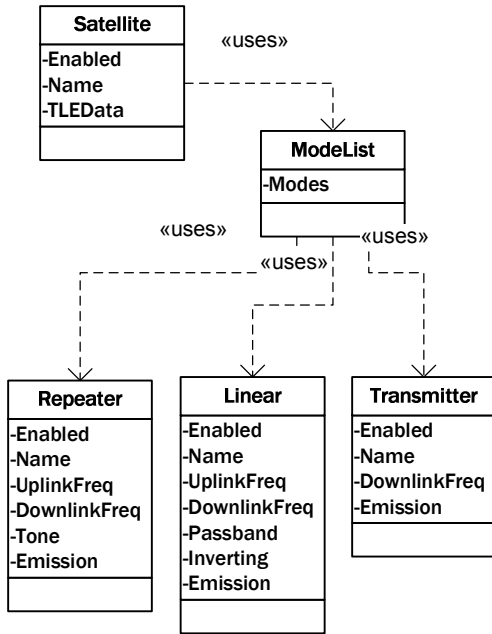 Satellite
-Enabled
-Name
-TLEData
«uses»
ModeList
-Modes
«uses»
«uses»
«uses»
Repeater
-Enabled
-Name
-UplinkFreq
-DownlinkFreq
-Tone
-Emission
Linear
-Enabled
-Name
-UplinkFreq
-DownlinkFreq
-Passband
-Inverting
-Emission
Transmitter
-Enabled
-Name
-DownlinkFreq
-Emission